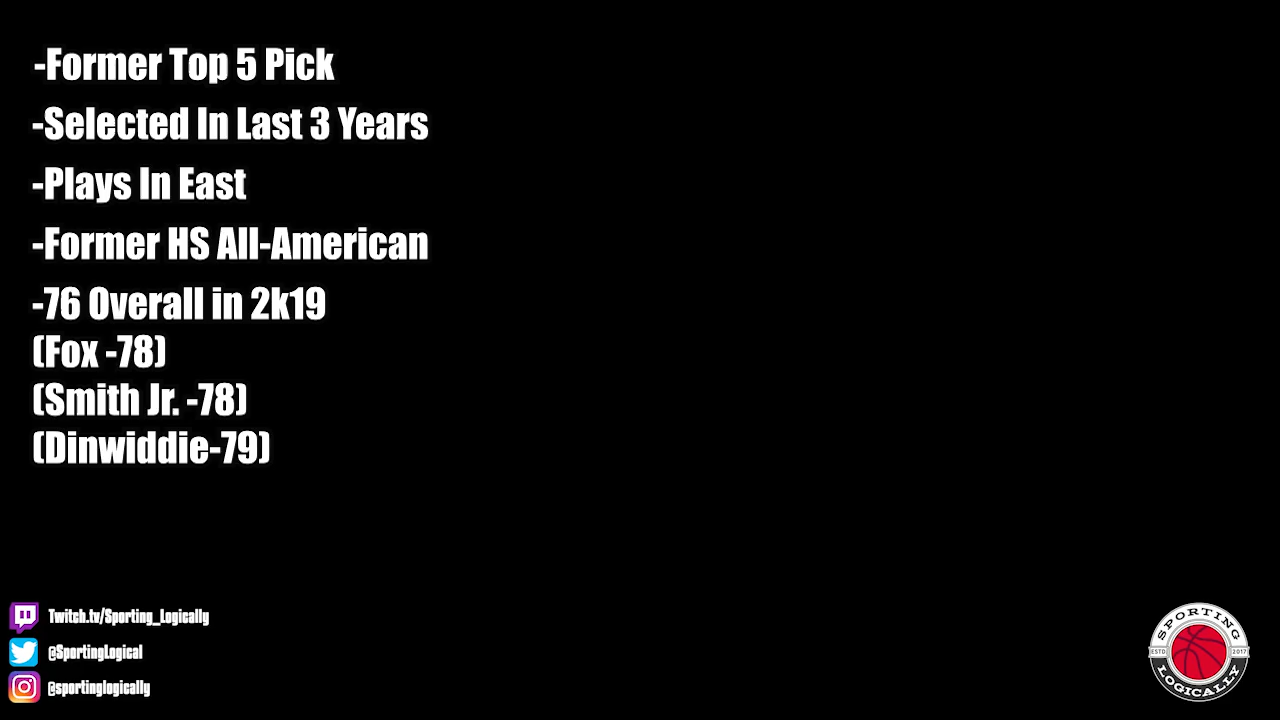 -Former Top 5 Pick
-Selected In Last 3 Years
-Plays In East
-Former HS All-American
-76 Overall in 2k19
(Fox -78)
(Smith Jr. -78)
(Dinwiddie-79)
Twitch.tv/Sporting_Logically
@SportingLogical
@sportinglogically
SPORTING
ESTD 2017
LOGICALLY